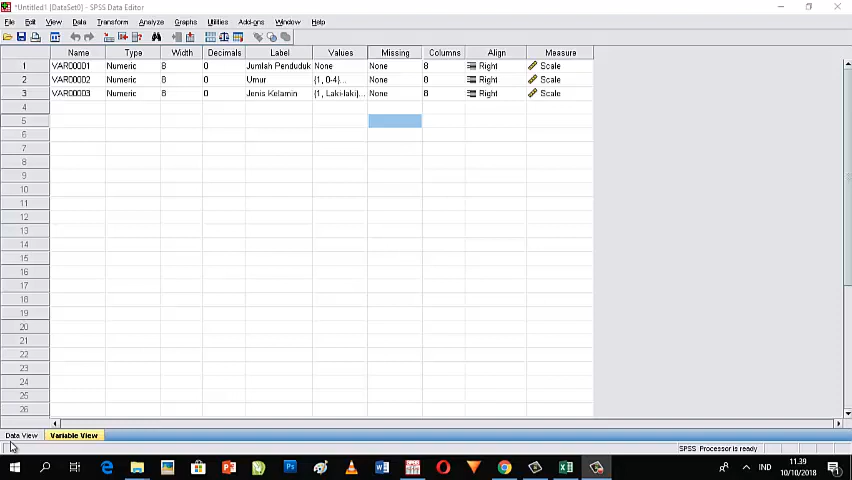 *Untitled1 [DataSet0] - SPSS Data Editor
File Edit View Data Transform Analyze Graphs Utilities Add-ons Window Help
Name Type Width Decimals Label Values Missing Columns Align Measure
1 VAR00001 Numeric 8 0 Jumlah Penduduk None None 8 Right Scale
2 VAR00002 Numeric 8 0 Umur {1, 0-4}... None 8 Right Scale
3 VAR00003 Numeric 8 0 Jenis Kelamin {1, Laki-laki}... None 8 Right Scale
4
5
6
7
8
9
10
11
12
13
14
15
16
17
18
19
20
21
22
23
24
25
26
Data View Variable View
SPSS Processor is ready
IND
11.39
10/10/2018